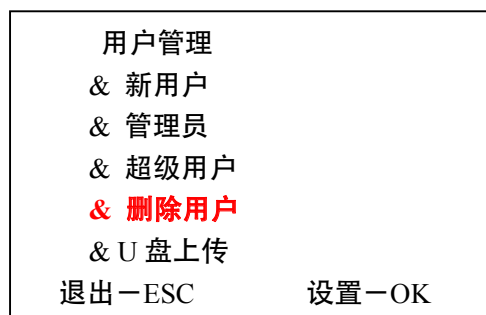 用户管理
& 新用户
& 管理员
& 超级用户
& 删除用户
& U 盘上传
退出－ESC 设置－OK